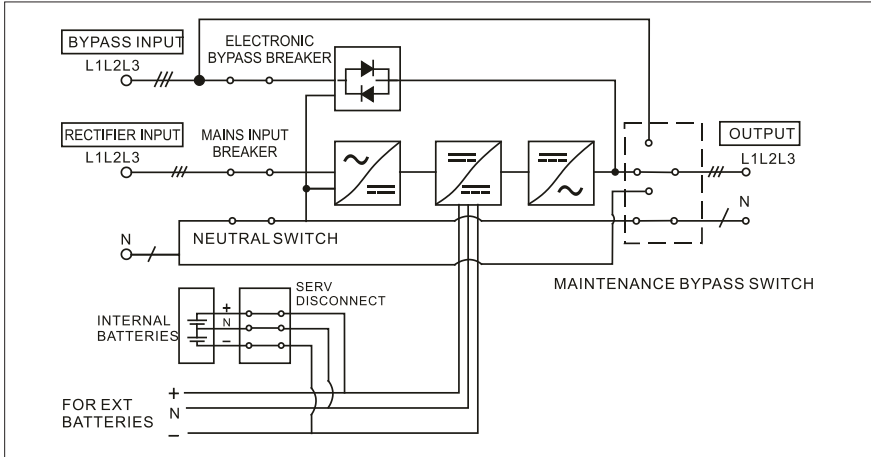 BYPASS INPUT
L1L2L3
ELECTRONIC
BYPASS BREAKER
RECTIFIER INPUT
L1L2L3
MAINS INPUT
BREAKER
OUTPUT
L1L2L3
N
N
NEUTRAL SWITCH
MAINTENANCE BYPASS SWITCH
SERV
DISCONNECT
INTERNAL
BATTERIES
+
N
−
FOR EXT
BATTERIES
+
N
−